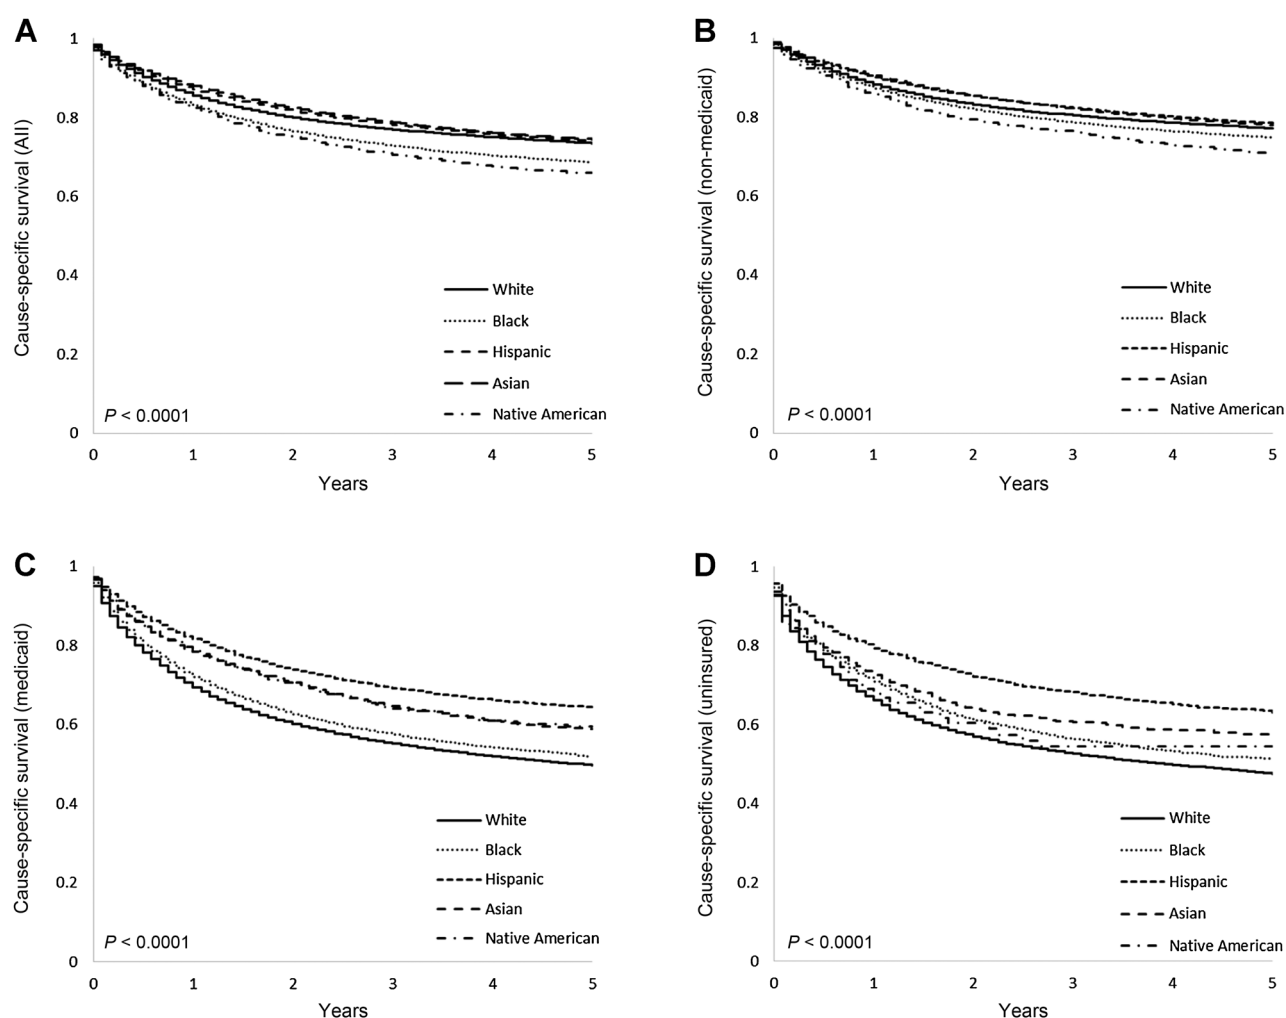 A
Cause-specific survival (All)
1
0.8
0.6
0.4
0.2
0
White
Black
Hispanic
Asian
Native American
P < 0.0001
0 1 2 3 4 5
Years
B
Cause-specific survival (non-medicaid)
1
0.8
0.6
0.4
0.2
0
White
Black
Hispanic
Asian
Native American
P < 0.0001
0 1 2 3 4 5
Years
C
Cause-specific survival (medicaid)
1
0.8
0.6
0.4
0.2
0
White
Black
Hispanic
Asian
Native American
P < 0.0001
0 1 2 3 4 5
Years
D
Cause-specific survival (uninsured)
1
0.8
0.6
0.4
0.2
0
White
Black
Hispanic
Asian
Native American
P < 0.0001
0 1 2 3 4 5
Years